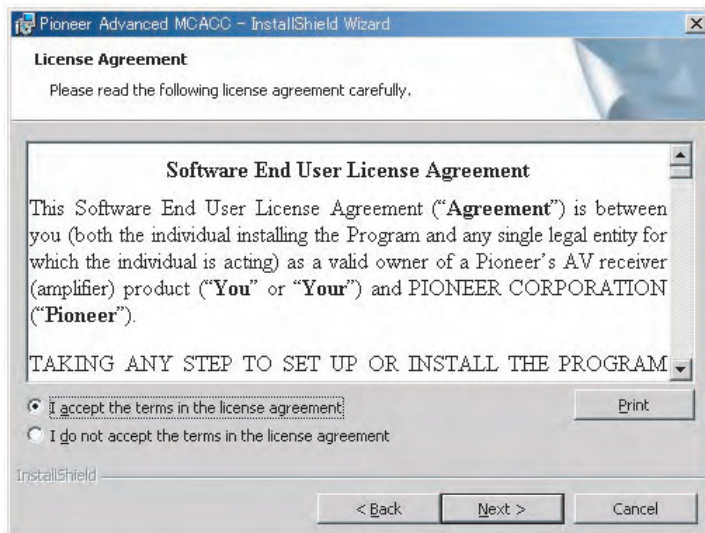 Pioneer Advanced MCACC - InstallShield Wizard
License Agreement
Please read the following license agreement carefully.
Software End User License Agreement
This Software End User License Agreement (“Agreement”) is between
you (both the individual installing the Program and any single legal entity for
which the individual is acting) as a valid owner of a Pioneer’s AV receiver
(amplifier) product (“You” or “Your”) and PIONEER CORPORATION
(“Pioneer”).
TAKING ANY STEP TO SET UP OR INSTALL THE PROGRAM
I accept the terms in the license agreement
Print
I do not accept the terms in the license agreement
InstallShield
< Back
Next >
Cancel